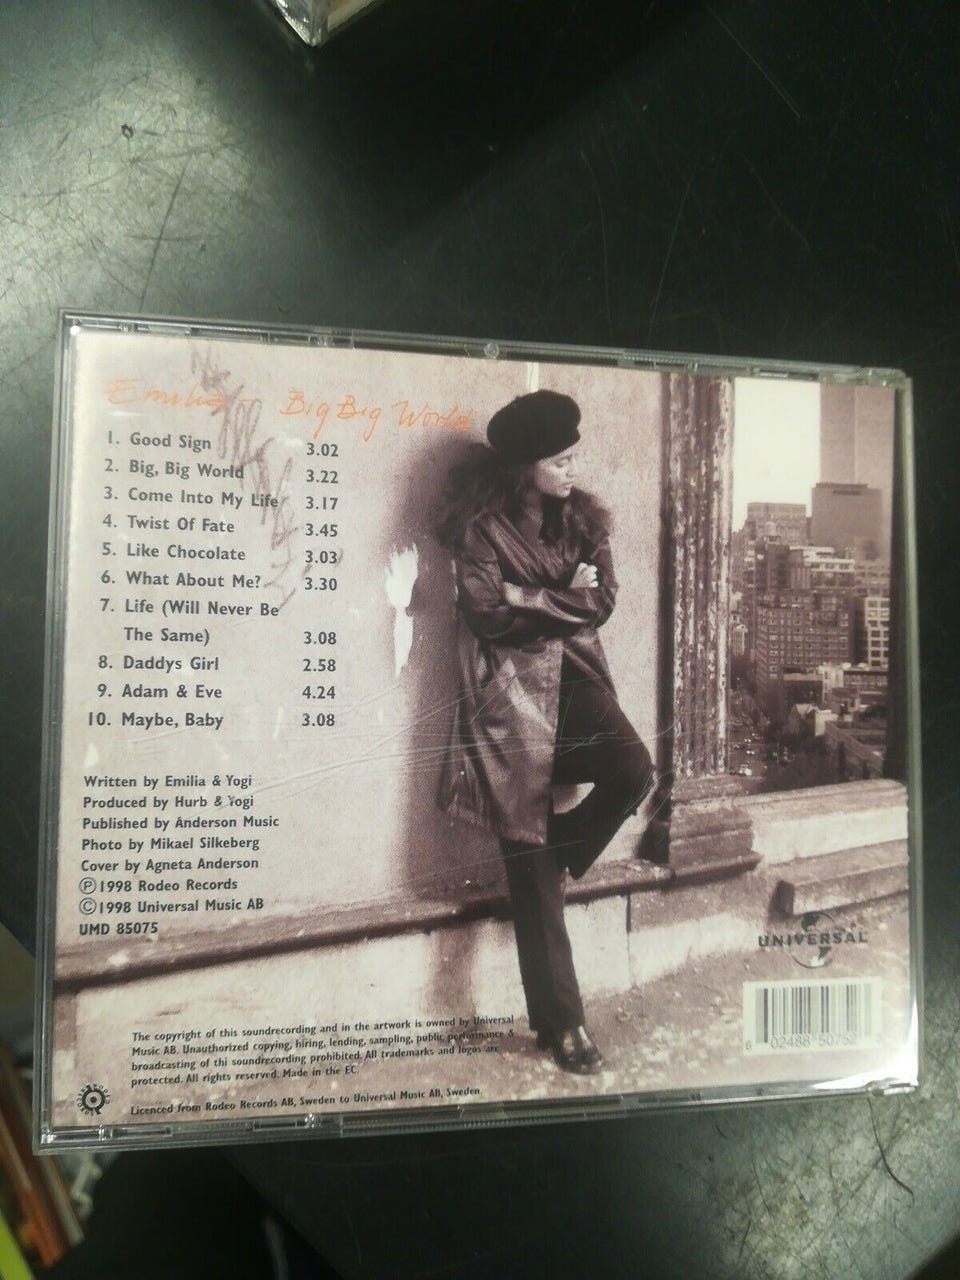 Emilia - Big Big World
1. Good Sign 3.02
2. Big, Big World 3.22
3. Come Into My Life 3.17
4. Twist Of Fate 3.45
5. Like Chocolate 3.03
6. What About Me? 3.30
7. Life (Will Never Be
The Same) 3.08
8. Daddys Girl 2.58
9. Adam & Eve 4.24
10. Maybe, Baby 3.08
Written by Emilia & Yogi
Produced by Hurb & Yogi
Published by Anderson Music
Photo by Mikael Silkeberg
Cover by Agneta Anderson
℗1998 Rodeo Records
©1998 Universal Music AB
UMD 85075
UNIVERSAL
The copyright of this soundrecording and in the artwork is owned by Universal
Music AB. Unauthorized copying, hiring, lending, sampling, public performance &
broadcasting of thi soundrecording prohibited. All trademarks and logos are
protected. All rights reserved. Made in the EC.
Licenced from Rodeo Records AB, Sweden to Universal Music AB, Sweden.